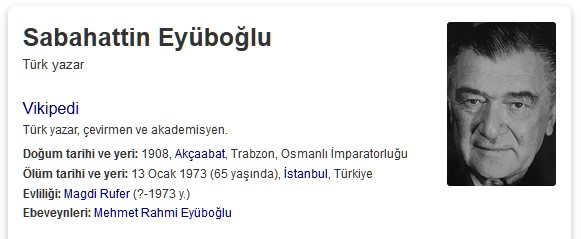 Sabahattin Eyüboğlu
Türk yazar
Vikipedi
Türk yazar, çevirmen ve akademisyen.
Doğum tarihi ve yeri: 1908, Akçaabat, Trabzon, Osmanlı İmparatorluğu
Ölüm tarihi ve yeri: 13 Ocak 1973 (65 yaşında), İstanbul, Türkiye
Evliliği: Magdi Rufer (?-1973 y.)
Ebeveynleri: Mehmet Rahmi Eyüboğlu